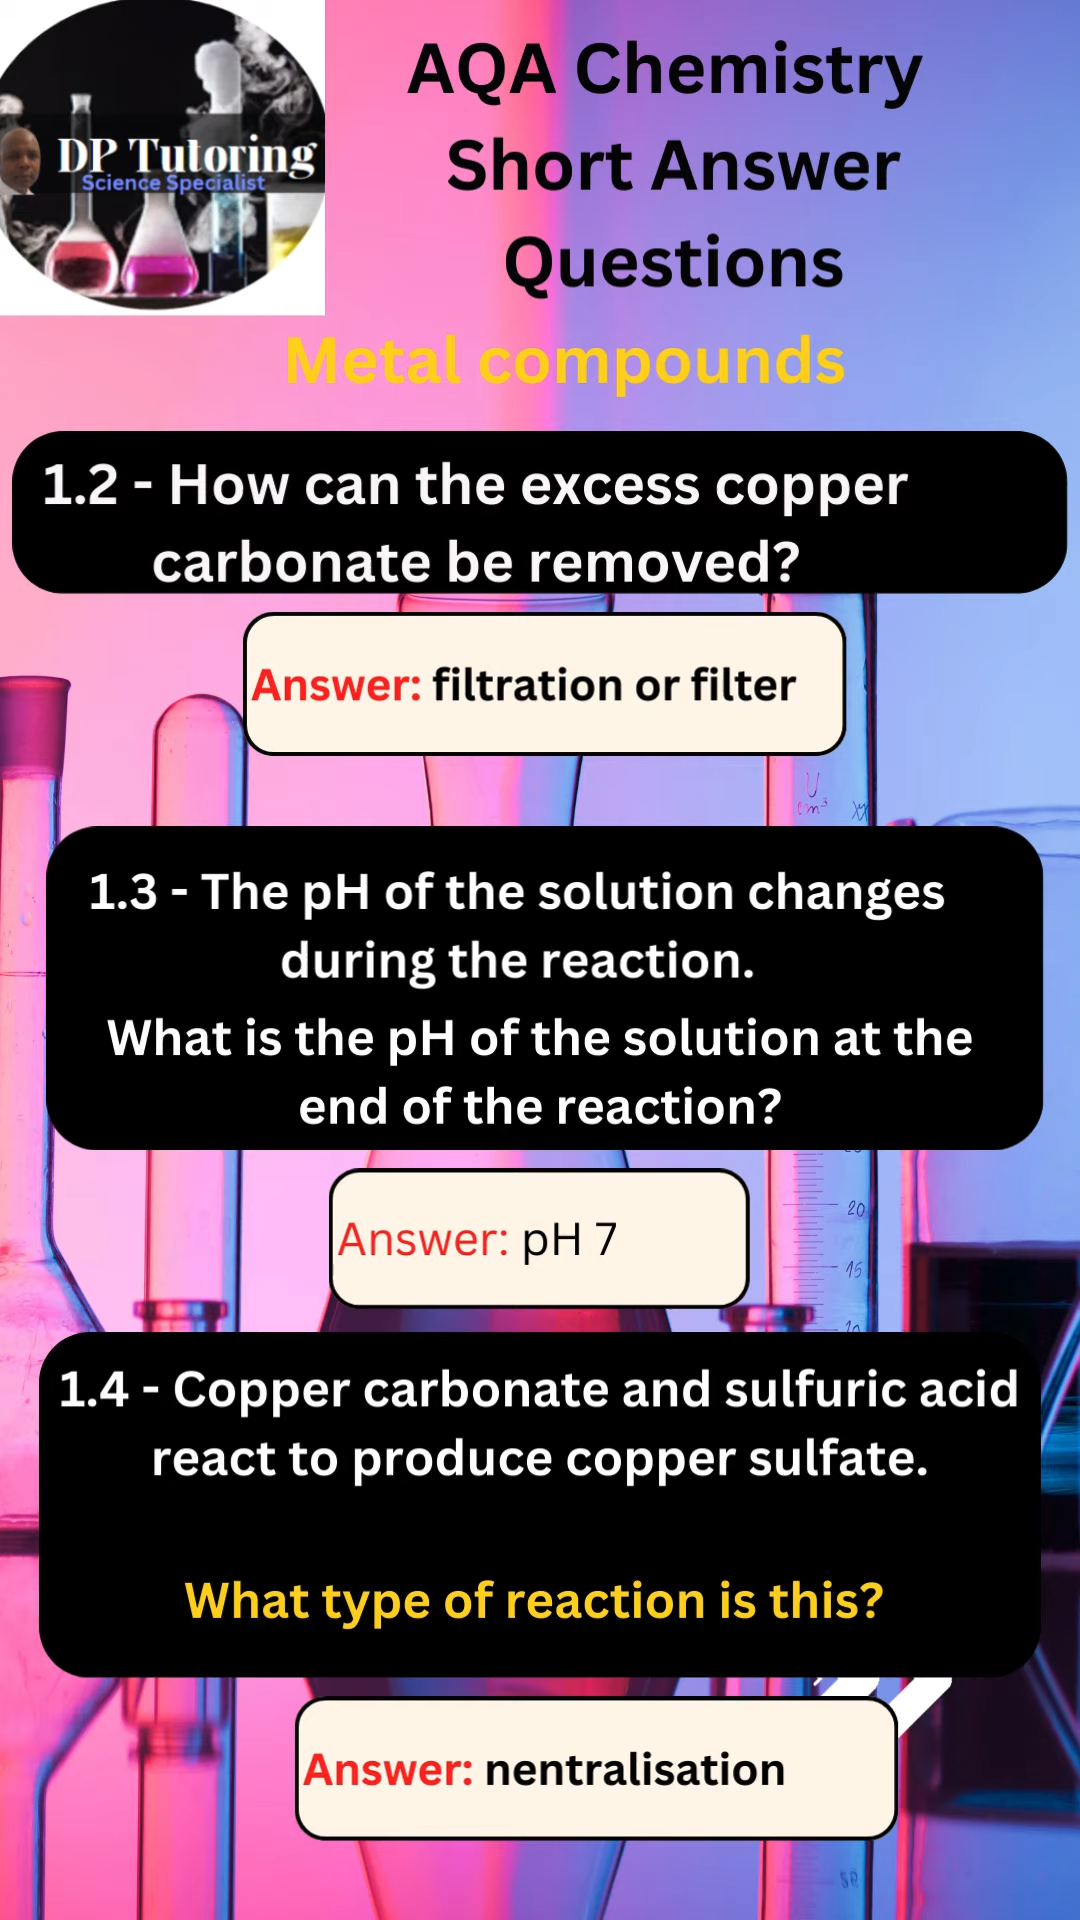 DP Tutoring
Science Specialist
AQA Chemistry
Short Answer
Questions
Metal compounds
1.2 - How can the excess copper
carbonate be removed?
Answer: filtration or filter
cm³
1.3 - The pH of the solution changes
during the reaction.
What is the pH of the solution at the
end of the reaction?
Answer: pH 7
20
15
1.4 - Copper carbonate and sulfuric acid
react to produce copper sulfate.
What type of reaction is this?
Answer: nentralisation